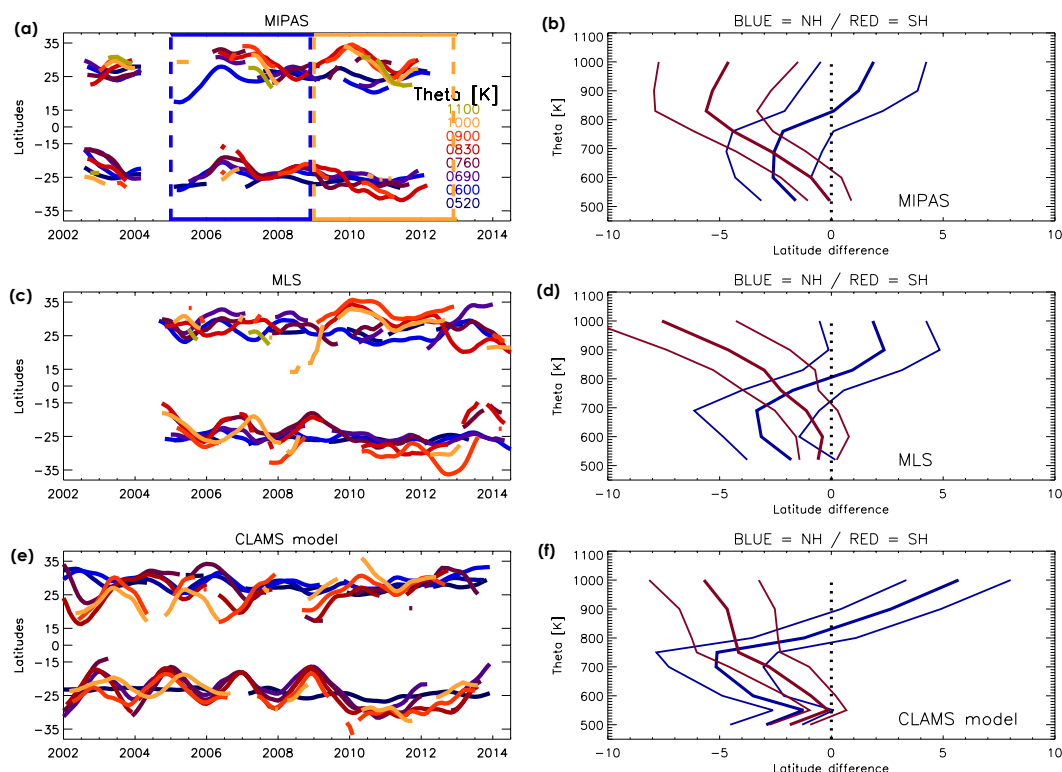 (a)
MIPAS
35
25
15
0
-15
-25
-35
Latitudes
2002 2004 2006 2008 2010 2012 2014
Theta [K]
1100
1000
0900
0830
0760
0690
0600
0520
(b)
BLUE = NH / RED = SH
1100
1000
900
800
700
600
500
Theta [K]
MIPAS
-10 -5 0 5 10
Latitude difference
(c)
MLS
35
25
15
0
-15
-25
-35
Latitudes
2002 2004 2006 2008 2010 2012 2014
(d)
BLUE = NH / RED = SH
1100
1000
900
800
700
600
500
Theta [K]
MLS
-10 -5 0 5 10
Latitude difference
(e)
CLAMS model
35
25
15
0
-15
-25
-35
Latitudes
2002 2004 2006 2008 2010 2012 2014
(f)
BLUE = NH / RED = SH
1100
1000
900
800
700
600
500
Theta [K]
CLAMS model
-10 -5 0 5 10
Latitude difference